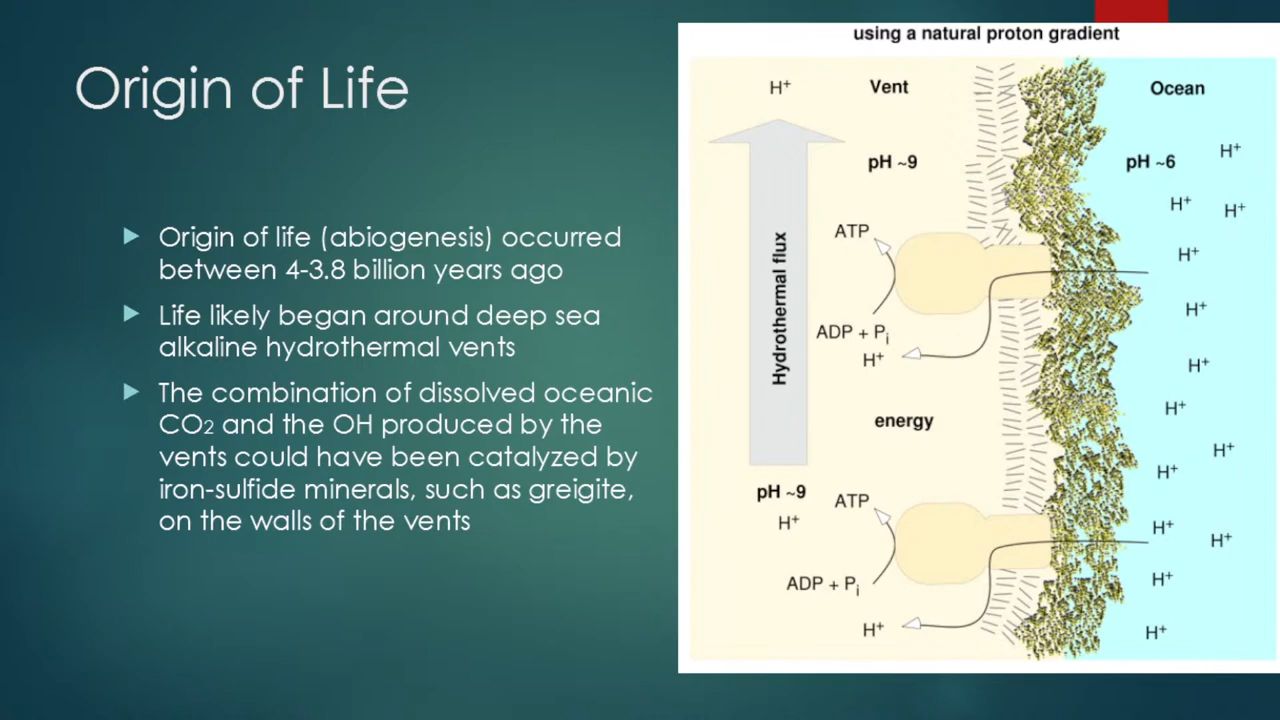 Origin of Life
Origin of life (abiogenesis) occurred
between 4-3.8 billion years ago
Life likely began around deep sea
alkaline hydrothermal vents
The combination of dissolved oceanic
CO2 and the OH produced by the
vents could have been catalyzed by
iron-sulfide minerals, such as greigite,
on the walls of the vents
using a natural proton gradient
H+
Vent
Ocean
pH ~9
pH ~6
H+
H+
H+
ATP
H+
Hydrothermal flux
H+
ADP + Pi
H+
H+
H+
energy
H+
H+
pH ~9
ATP
H+
H+
H+
ADP + Pi
H+
H+
H+